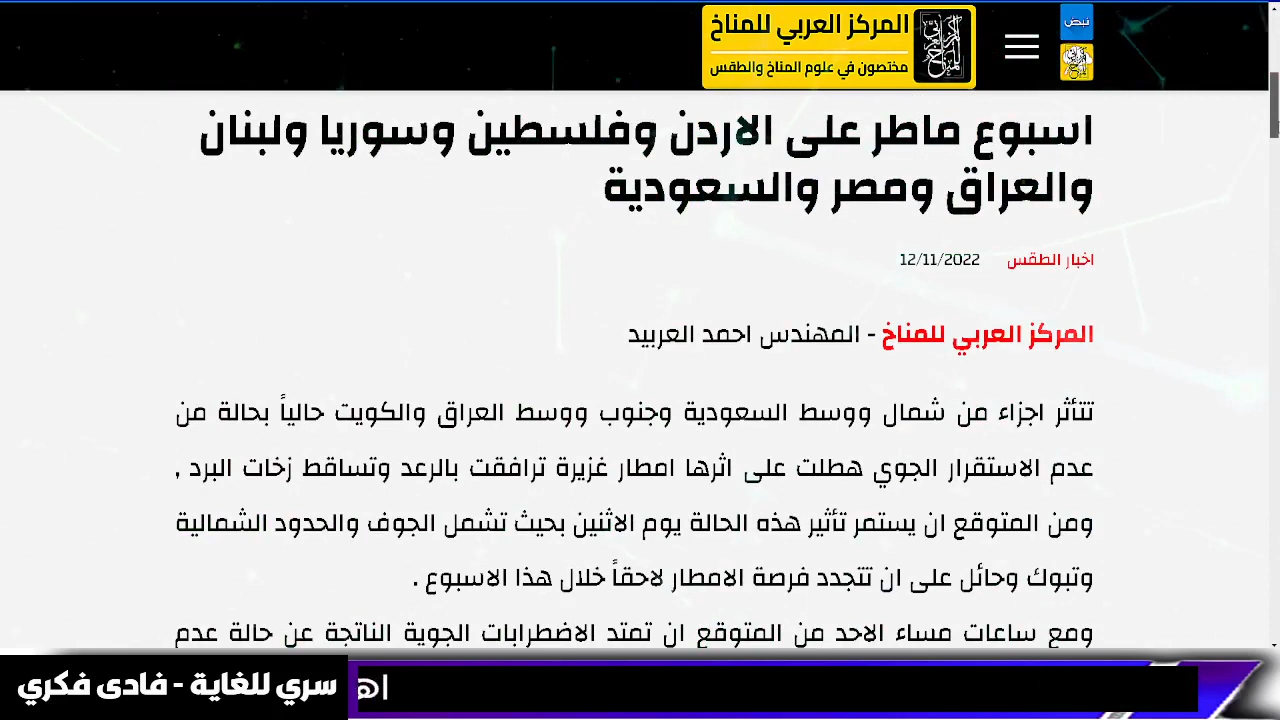 نبض
المركز العربي للمناخ
مختصون في علوم المناخ والطقس
اسبوع ماطر على الاردن وفلسطين وسوريا ولبنان
والعراق ومصر والسعودية
اخبار الطقس 12/11/2022
المركز العربي للمناخ - المهندس احمد العربيد
تتأثر اجزاء من شمال ووسط السعودية وجنوب ووسط العراق والكويت حالياً بحالة من
عدم الاستقرار الجوي هطلت على اثرها امطار غزيرة ترافقت بالرعد وتساقط زخات البرد ,
ومن المتوقع ان يستمر تأثير هذه الحالة يوم الاثنين بحيث تشمل الجوف والحدود الشمالية
وتبوك وحائل على ان تتجدد فرصة الامطار لاحقاً خلال هذا الاسبوع .
ومع ساعات مساء الاحد من المتوقع ان تمتد الاضطرابات الجوية الناتجة عن حالة عدم
سري للغاية - فادى فكري